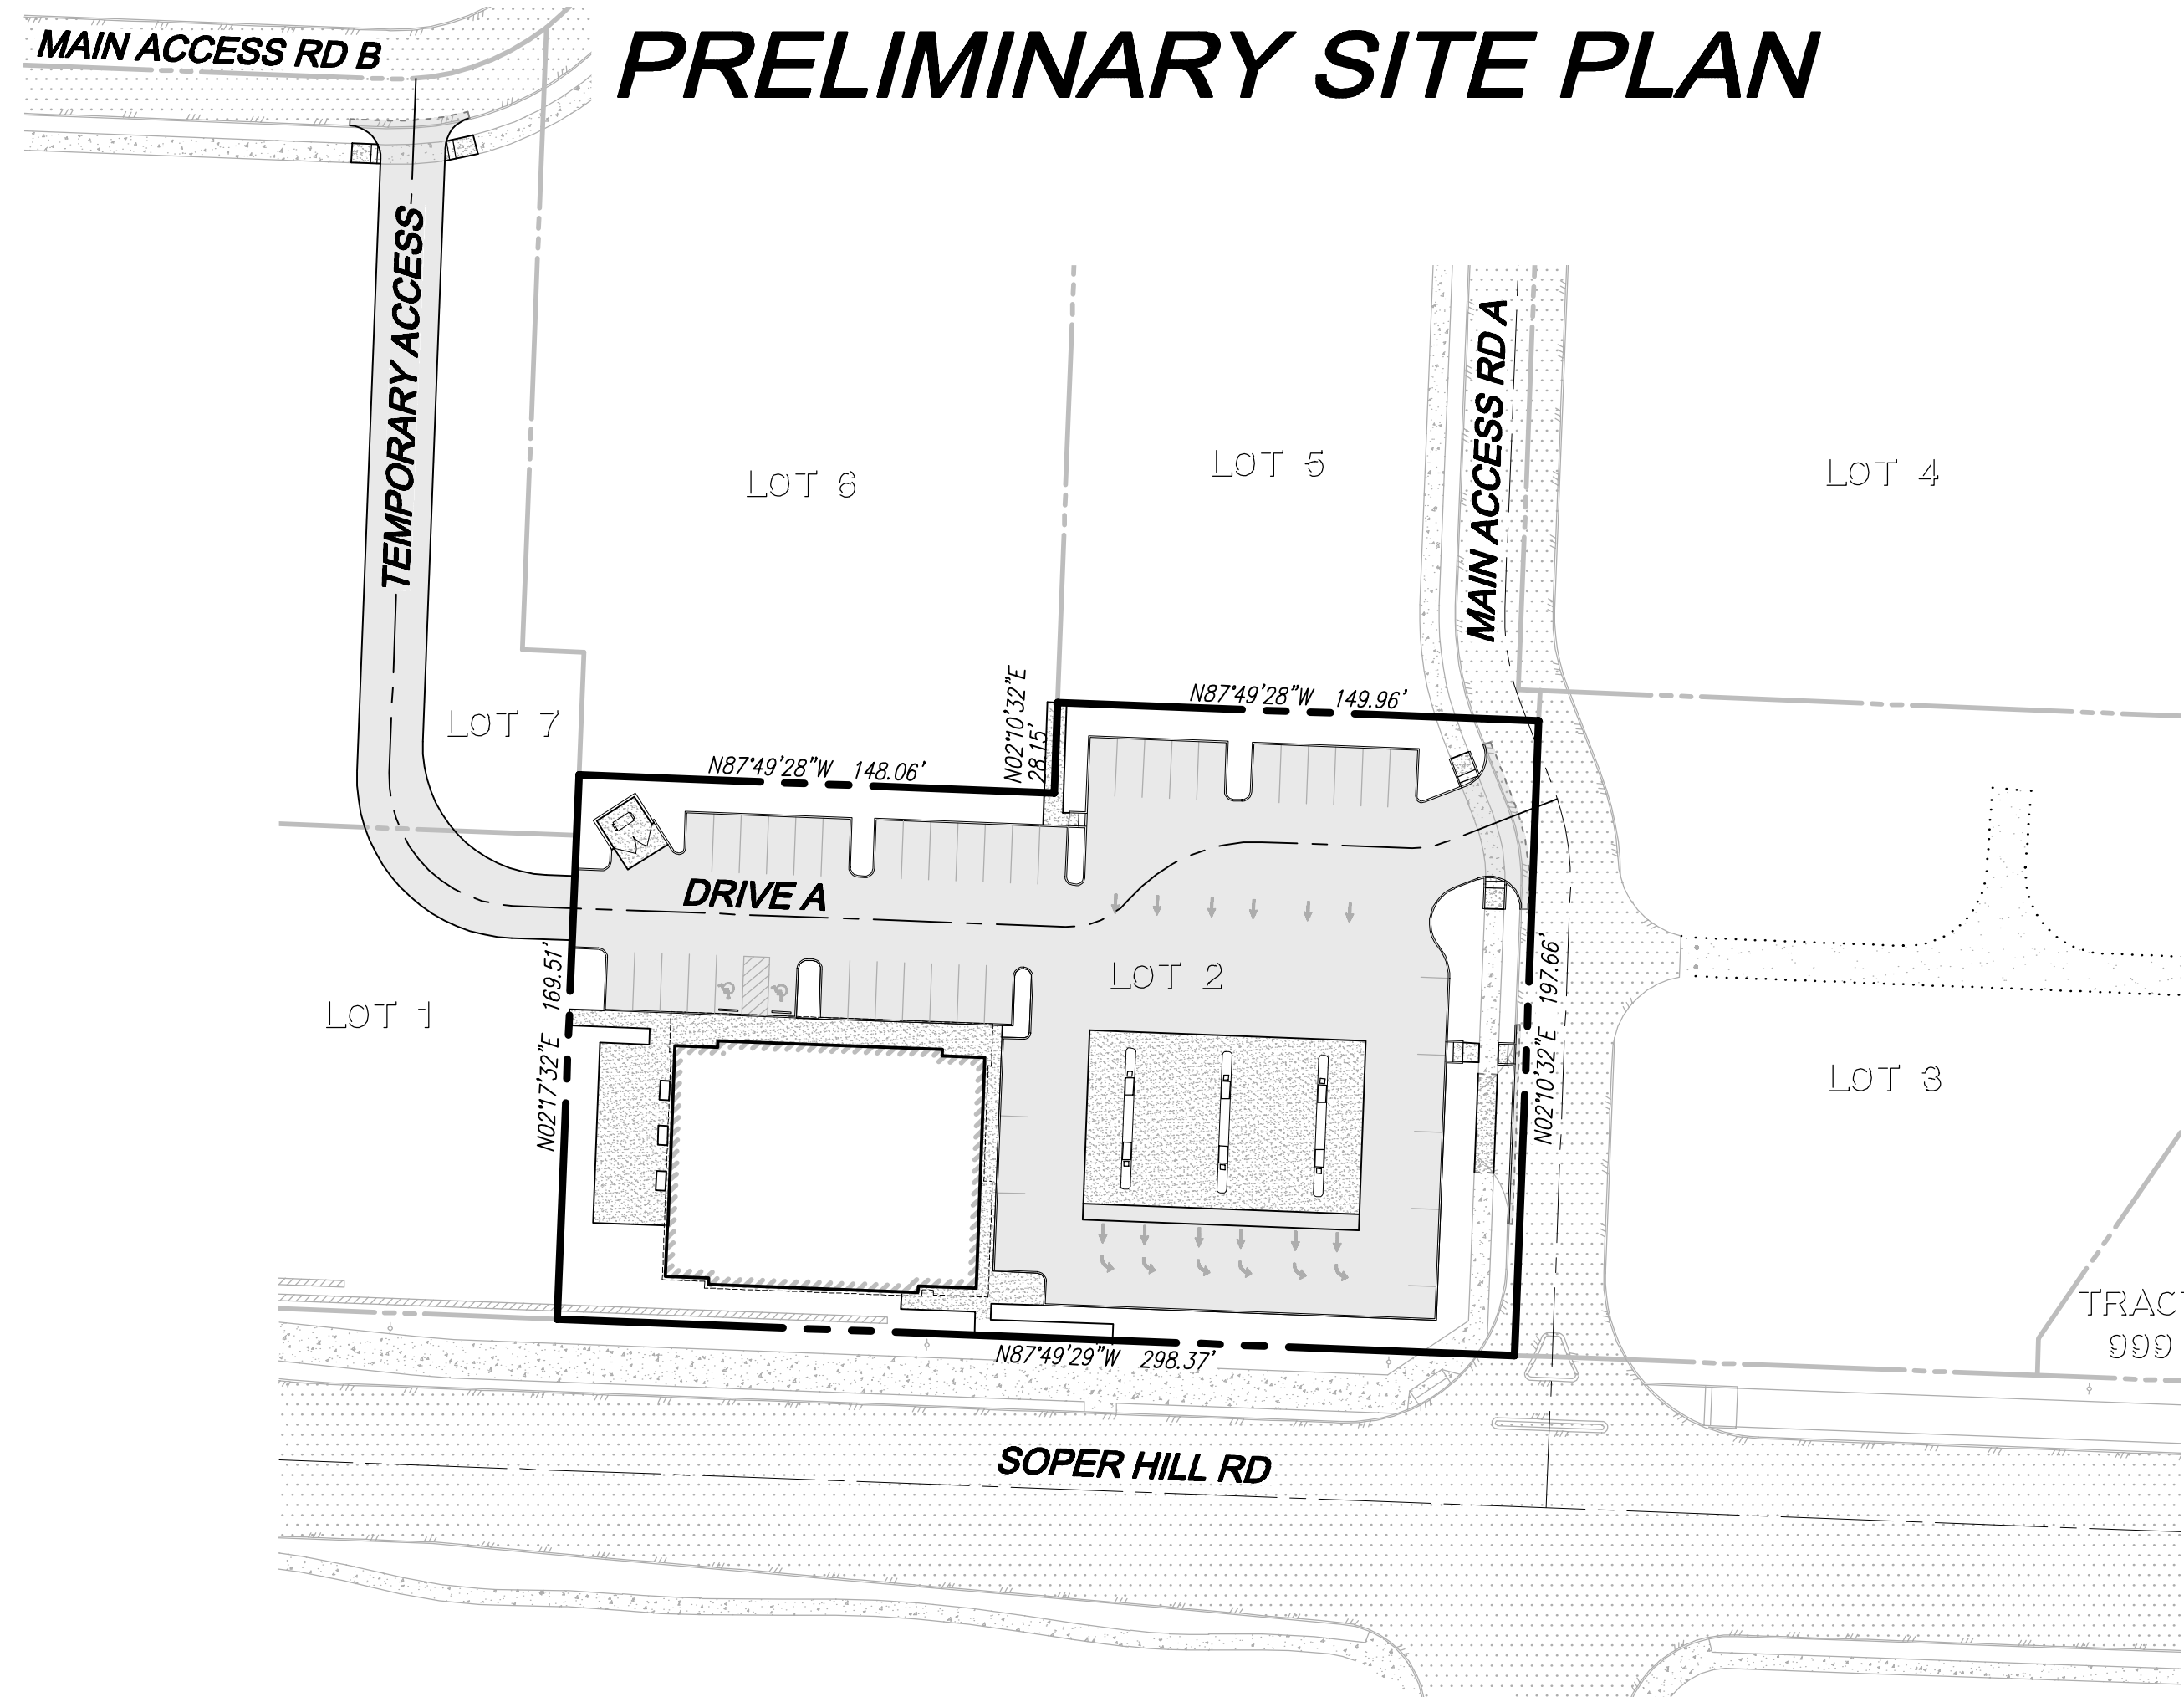 PRELIMINARY SITE PLAN
MAIN ACCESS RD B
TEMPORARY ACCESS
MAIN ACCESS RD A
LOT 6
LOT 5
LOT 4
LOT 7
N87°49'28"W 148.06'
N02°10'32"E
28.15'
N87°49'28"W 149.96'
DRIVE A
LOT 2
LOT 1
N02°17'32"E 169.51'
N02°10'32"E 197.66'
LOT 3
TRACT
999
N87°49'29"W 298.37'
SOPER HILL RD